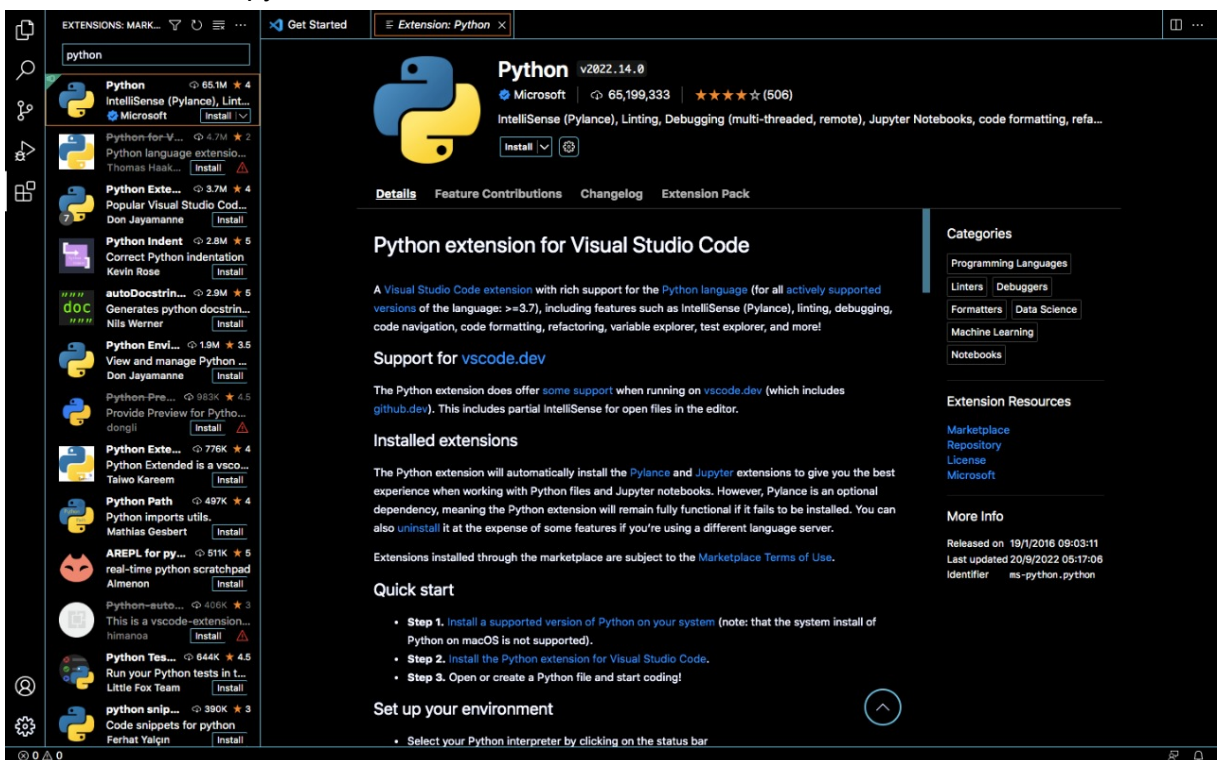 EXTENSIONS: MARK...
python
Python 65.1M ★ 4
IntelliSense (Pylance), Lint...
Microsoft Install
Python for V... 4.7M ★ 2
Python language extensio...
Thomas Haak... Install
Python Exte... 3.7M ★ 4
Popular Visual Studio Cod...
7 Don Jayamanne Install
Python Indent 2.8M ★ 5
Correct Python indentation
Kevin Rose Install
autoDocstrin... 2.9M ★ 5
doc
Generates python docstrin...
Nils Werner Install
Python Envi... 1.9M ★ 3.5
View and manage Python ...
Don Jayamanne Install
Python Pre... 983K ★ 4.5
Provide Preview for Pytho...
dongli Install
Python Exte... 776K ★ 4
Python Extended is a vsco...
Taiwo Kareem Install
Python Path 497K ★ 4
Python imports utils.
Mathias Gesbert Install
AREPL for py... 511K ★ 5
real-time python scratchpad
Almenon Install
Python-auto... 406K ★ 3
This is a vscode-extension...
himanoa Install
Python Tes... 644K ★ 4.5
Run your Python tests in t...
Little Fox Team Install
python snip... 390K ★ 3
Code snippets for python
Ferhat Yalçın Install
Get Started
Extension: Python
Python v2022.14.0
Microsoft 65,199,333 ★★★★☆ (506)
IntelliSense (Pylance), Linting, Debugging (multi-threaded, remote), Jupyter Notebooks, code formatting, refa...
Install
Details Feature Contributions Changelog Extension Pack
Python extension for Visual Studio Code
A Visual Studio Code extension with rich support for the Python language (for all actively supported
versions of the language: >=3.7), including features such as IntelliSense (Pylance), linting, debugging,
code navigation, code formatting, refactoring, variable explorer, test explorer, and more!
Support for vscode.dev
The Python extension does offer some support when running on vscode.dev (which includes
github.dev). This includes partial IntelliSense for open files in the editor.
Installed extensions
The Python extension will automatically install the Pylance and Jupyter extensions to give you the best
experience when working with Python files and Jupyter notebooks. However, Pylance is an optional
dependency, meaning the Python extension will remain fully functional if it fails to be installed. You can
also uninstall it at the expense of some features if you're using a different language server.
Extensions installed through the marketplace are subject to the Marketplace Terms of Use.
Quick start
• Step 1. Install a supported version of Python on your system (note: that the system install of
Python on macOS is not supported).
• Step 2. Install the Python extension for Visual Studio Code.
• Step 3. Open or create a Python file and start coding!
Set up your environment
• Select your Python interpreter by clicking on the status bar
Categories
Programming Languages
Linters Debuggers
Formatters Data Science
Machine Learning
Notebooks
Extension Resources
Marketplace
Repository
License
Microsoft
More Info
Released on 19/1/2016 09:03:11
Last updated 20/9/2022 05:17:06
Identifier ms-python.python
0 0